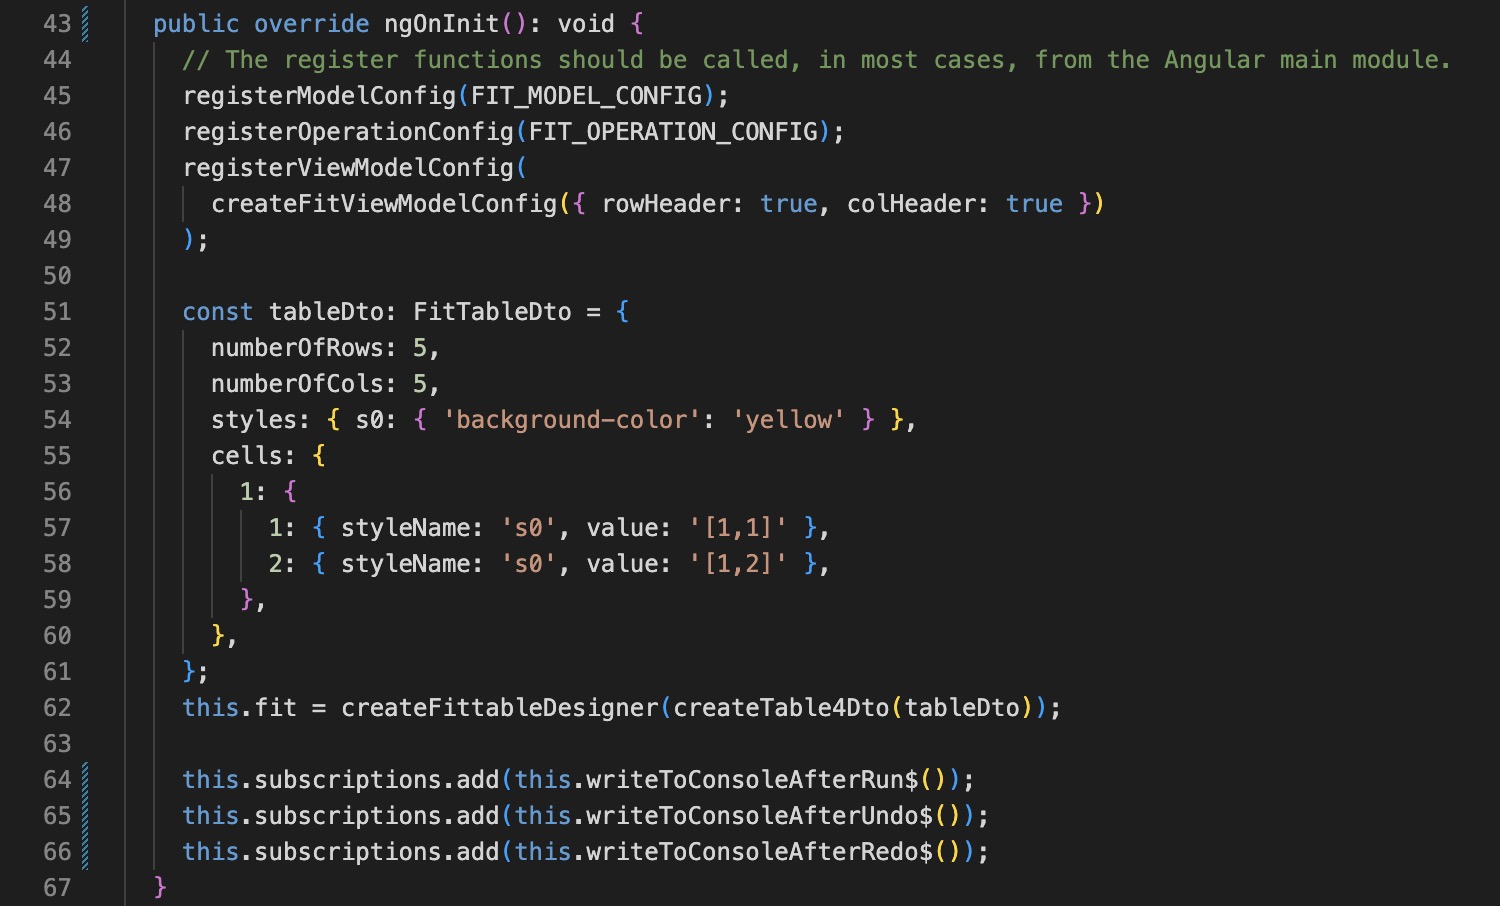 43 public override ngOnInit(): void {
44 // The register functions should be called, in most cases, from the Angular main module.
45 registerModelConfig(FIT_MODEL_CONFIG);
46 registerOperationConfig(FIT_OPERATION_CONFIG);
47 registerViewModelConfig(
48 createFitViewModelConfig({ rowHeader: true, colHeader: true })
49 );
50
51 const tableDto: FitTableDto = {
52 numberOfRows: 5,
53 numberOfCols: 5,
54 styles: { s0: { 'background-color': 'yellow' } },
55 cells: {
56 1: {
57 1: { styleName: 's0', value: '[1,1]' },
58 2: { styleName: 's0', value: '[1,2]' },
59 },
60 },
61 };
62 this.fit = createFittableDesigner(createTable4Dto(tableDto));
63
64 this.subscriptions.add(this.writeToConsoleAfterRun$());
65 this.subscriptions.add(this.writeToConsoleAfterUndo$());
66 this.subscriptions.add(this.writeToConsoleAfterRedo$());
67 }